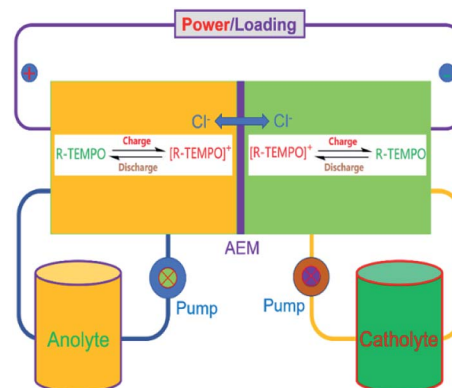 Power/Loading
+
-
Cl⁻ Cl⁻
Charge
R-TEMPO [R-TEMPO]⁺
Discharge
Charge
[R-TEMPO]⁺ R-TEMPO
Discharge
AEM
Pump
Pump
Anolyte
Catholyte